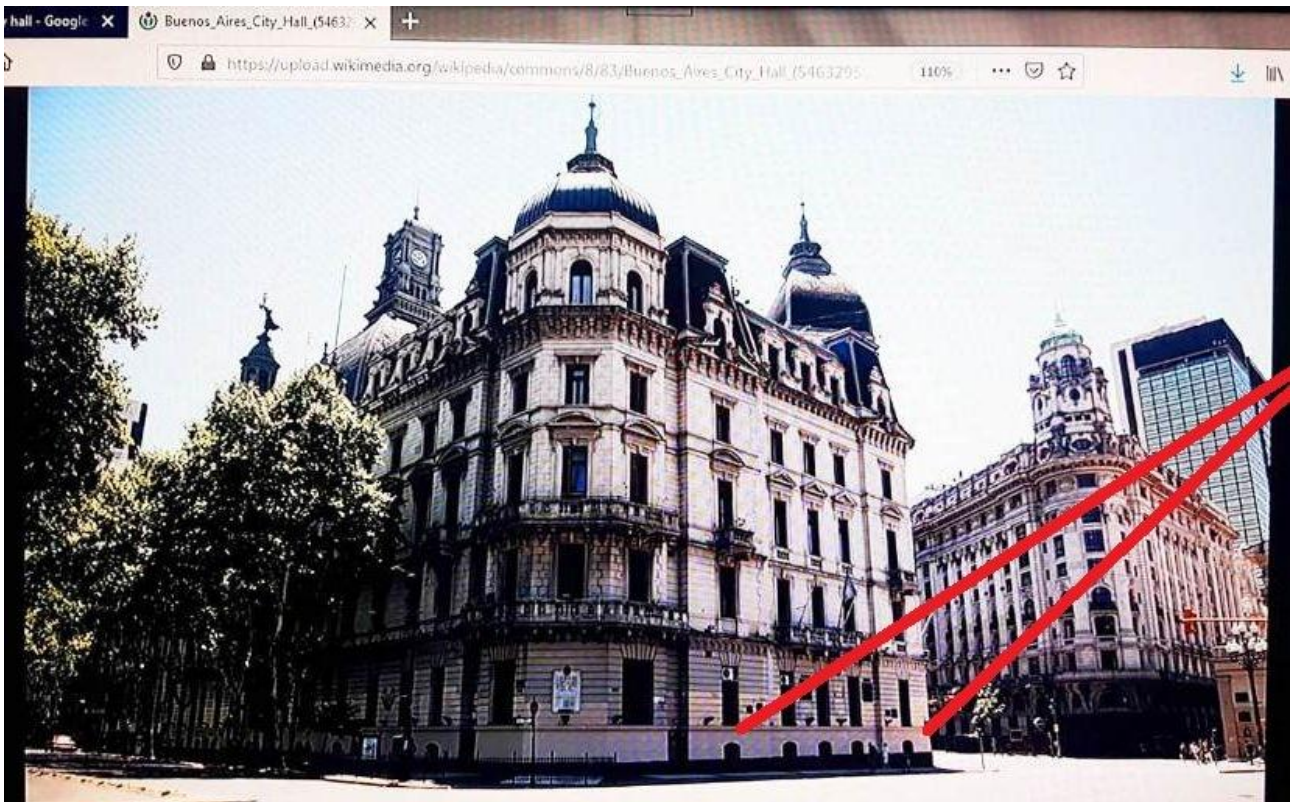 hall - Google
Buenos_Aires_City_Hall_(5463
https://upload.wikimedia.org/wikipedia/commons/8/83/Buenos_Aires_City_Hall_(5463295
110%